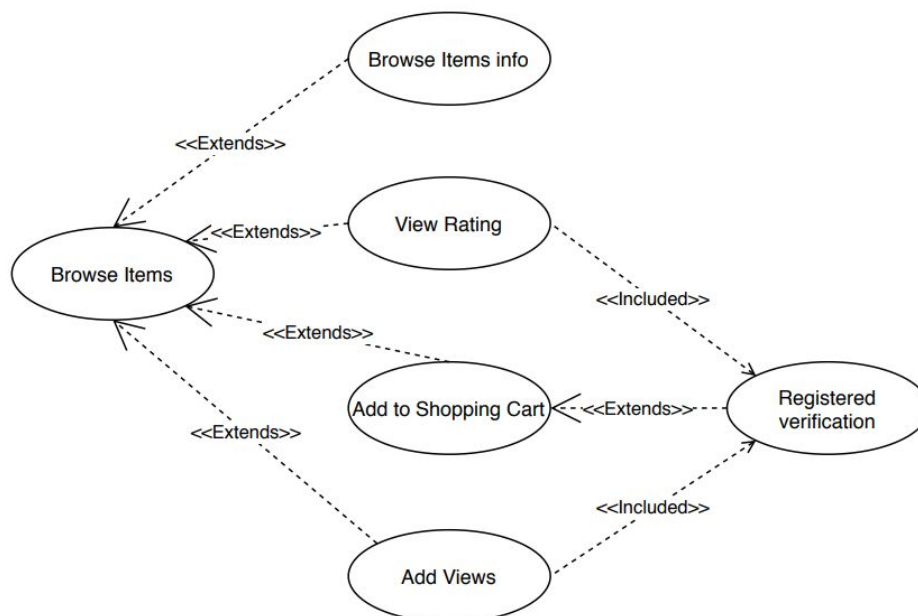 Browse Items info
<<Extends>>
View Rating
<<Extends>>
Browse Items
<<Included>>
<<Extends>>
Registered
verification
Add to Shopping Cart
<<Extends>>
<<Extends>>
<<Included>>
Add Views